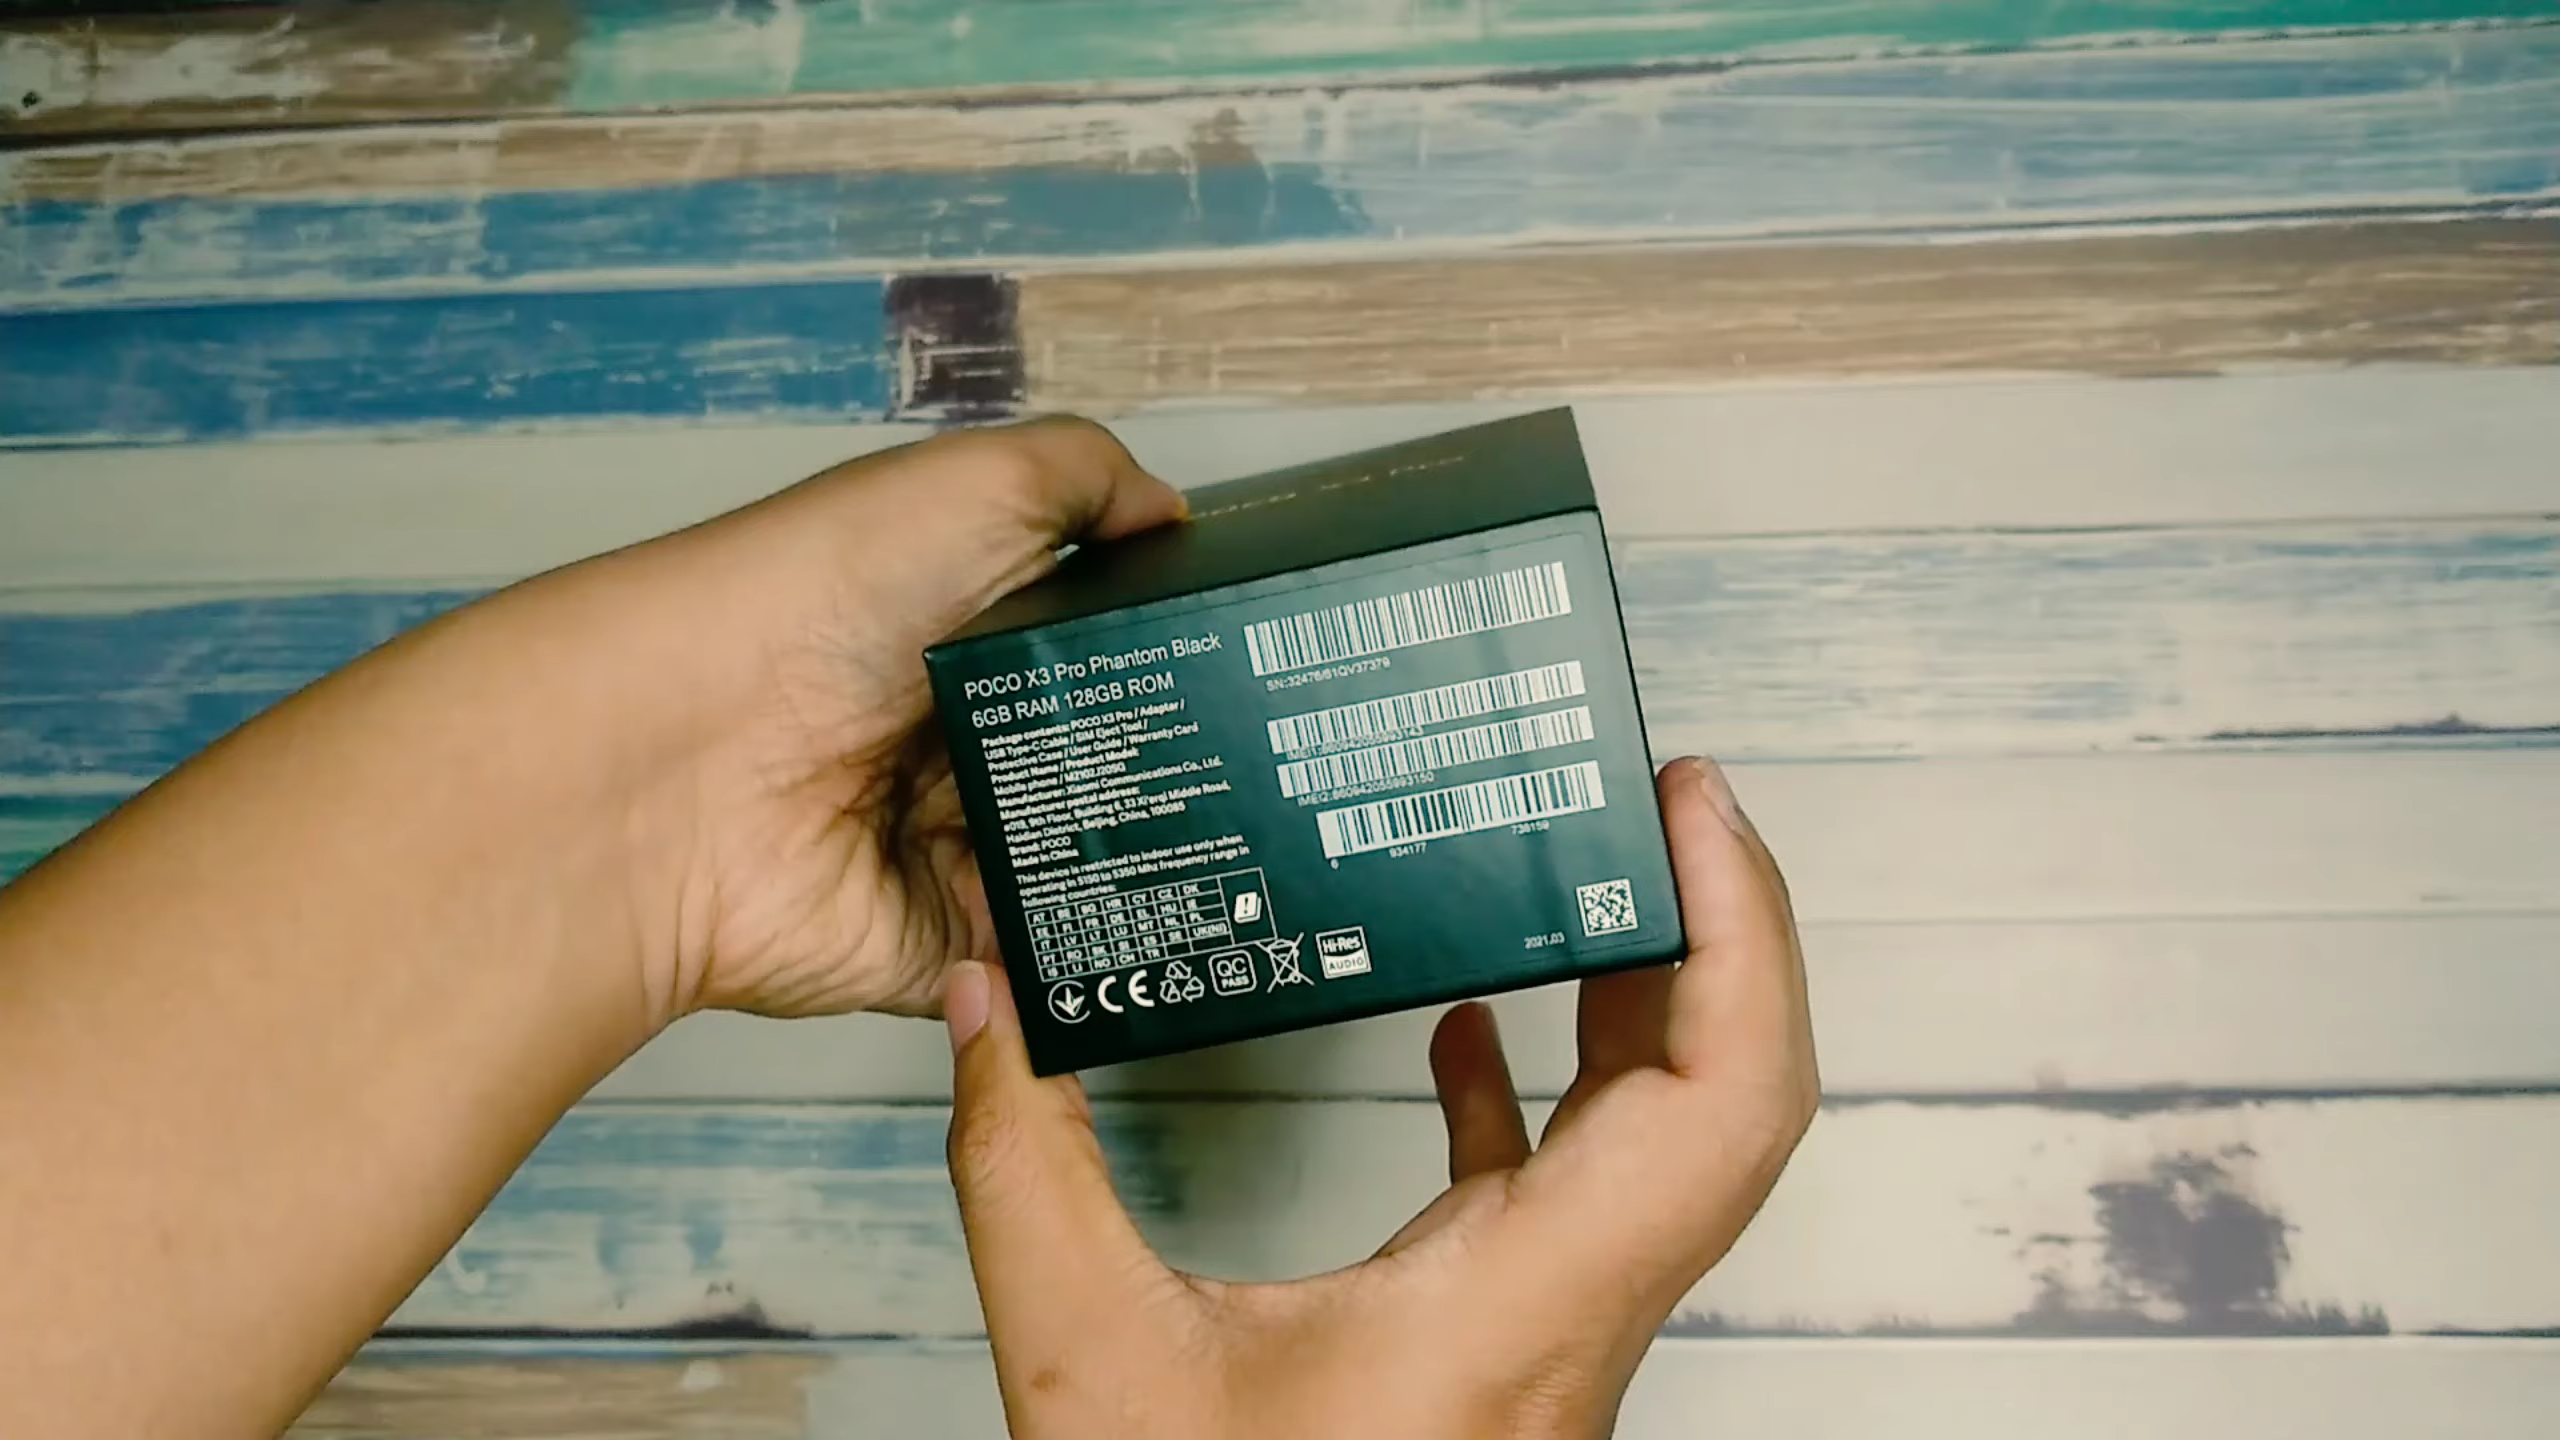 POCO X3 Pro Phantom Black
6GB RAM 128GB ROM
Package contents: POCO X3 Pro / Adapter /
USB Type-C Cable / SIM Eject Tool /
Protective Case / User Guide / Warranty Card
Product Name / Product Model:
Mobile phone / M2102J20SG
Manufacturer: Xiaomi Communications Co., Ltd.
Manufacturer postal address:
#019, 9th Floor, Building 6, 33 Xi'erqi Middle Road,
Haidian District, Beijing, China, 100085
Brand: POCO
Made in China
This device is restricted to indoor use only when
operating in 5150 to 5350 Mhz frequency range in
following countries:
AT BE BG HR CY CZ DK
EE FI FR DE EL HU IE
IT LV LT LU MT NL PL
PT RO SK SI ES SE UK(NI)
IS LI NO CH TR
CE
QC
PASS
Hi-Res
AUDIO
SN:32476/61QV37379
IMEI2:860942055993150
6 934177 738159
2021.03